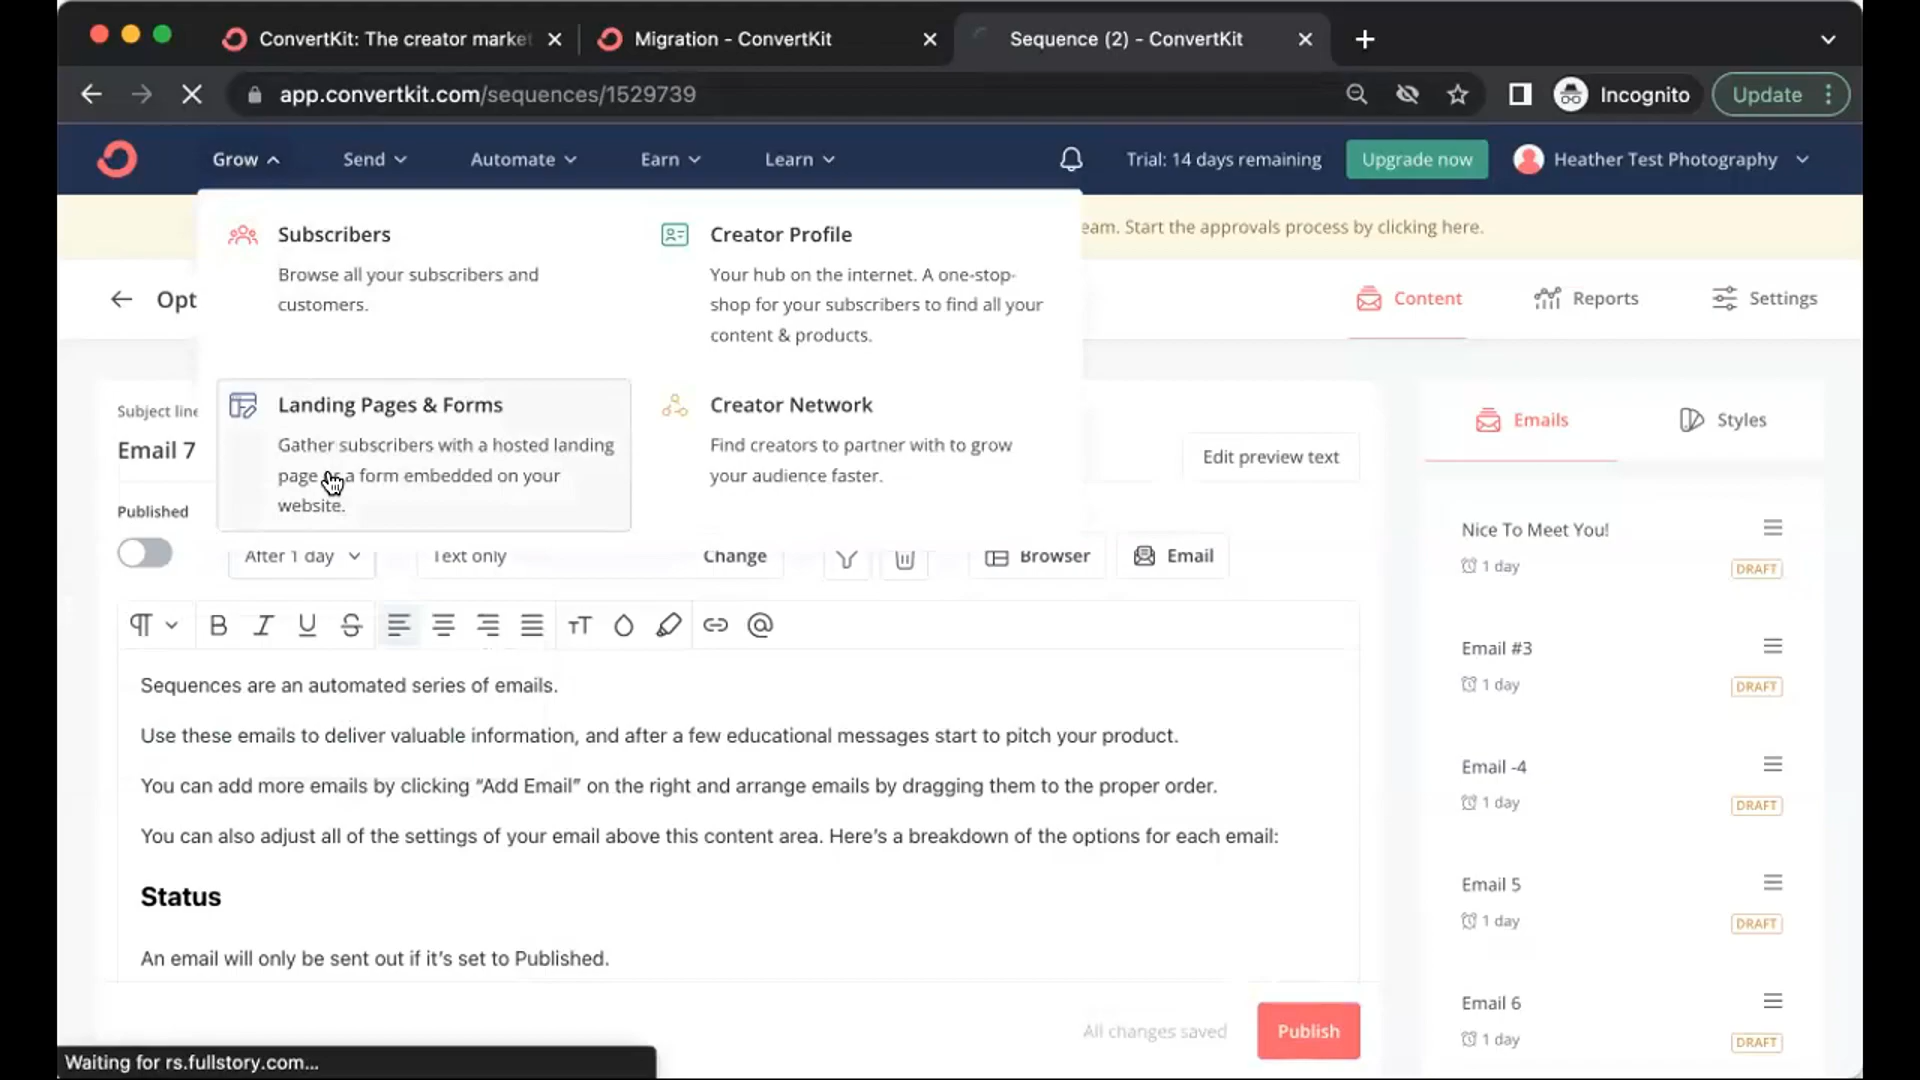 ConvertKit: The creator market
Migration - ConvertKit
Sequence (2) - ConvertKit
app.convertkit.com/sequences/1529739
Incognito
Update
Grow
Send
Automate
Earn
Learn
Trial: 14 days remaining
Upgrade now
Heather Test Photography
eam. Start the approvals process by clicking here.
Subscribers
Browse all your subscribers and
customers.
Creator Profile
Your hub on the internet. A one-stop-
shop for your subscribers to find all your
content & products.
Landing Pages & Forms
Gather subscribers with a hosted landing
page or a form embedded on your
website.
Creator Network
Find creators to partner with to grow
your audience faster.
Opt
Content
Reports
Settings
Subject line
Email 7
Edit preview text
Published
After 1 day
Text only
Change
Browser
Email
Sequences are an automated series of emails.
Use these emails to deliver valuable information, and after a few educational messages start to pitch your product.
You can add more emails by clicking “Add Email” on the right and arrange emails by dragging them to the proper order.
You can also adjust all of the settings of your email above this content area. Here’s a breakdown of the options for each email:
Status
An email will only be sent out if it’s set to Published.
All changes saved
Publish
Emails
Styles
Nice To Meet You!
1 day
DRAFT
Email #3
1 day
DRAFT
Email -4
1 day
DRAFT
Email 5
1 day
DRAFT
Email 6
1 day
DRAFT
Waiting for rs.fullstory.com...